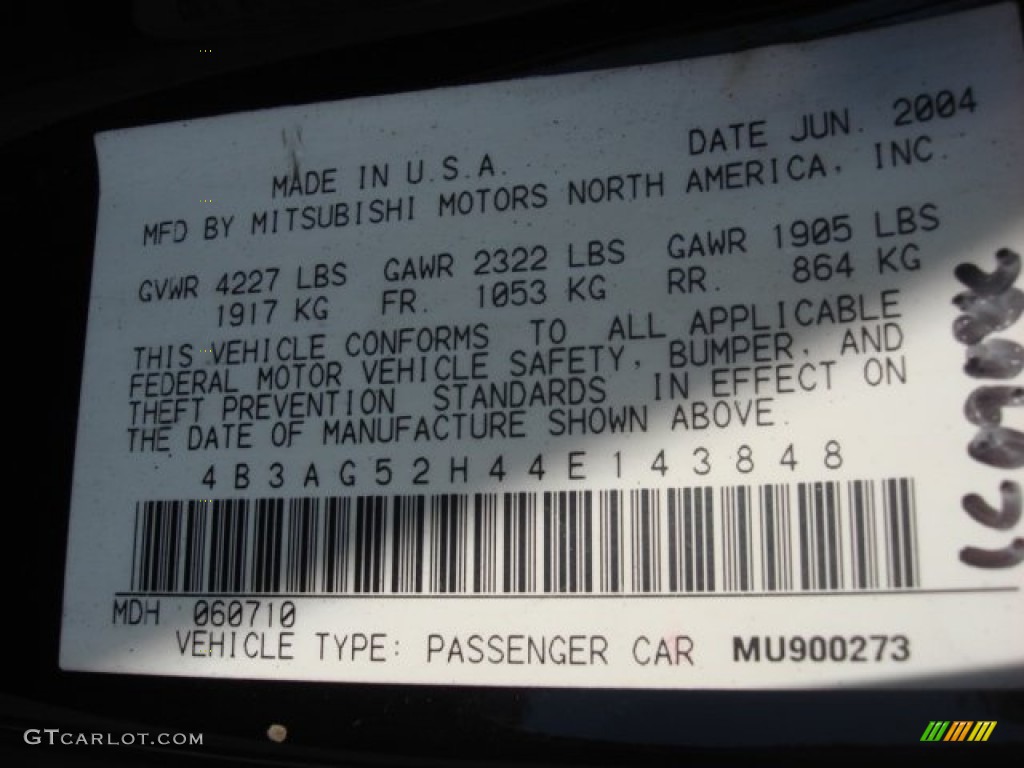 MADE IN U.S.A. DATE JUN. 2004
MFD BY MITSUBISHI MOTORS NORTH AMERICA, INC.
GVWR 4227 LBS GAWR 2322 LBS GAWR 1905 LBS
1917 KG FR. 1053 KG RR. 864 KG
THIS VEHICLE CONFORMS TO ALL APPLICABLE
FEDERAL MOTOR VEHICLE SAFETY, BUMPER, AND
THEFT PREVENTION STANDARDS IN EFFECT ON
THE DATE OF MANUFACTURE SHOWN ABOVE.
4B3AG52H44E143848
MDH 060710
VEHICLE TYPE: PASSENGER CAR MU900273
GTCARLOT.COM